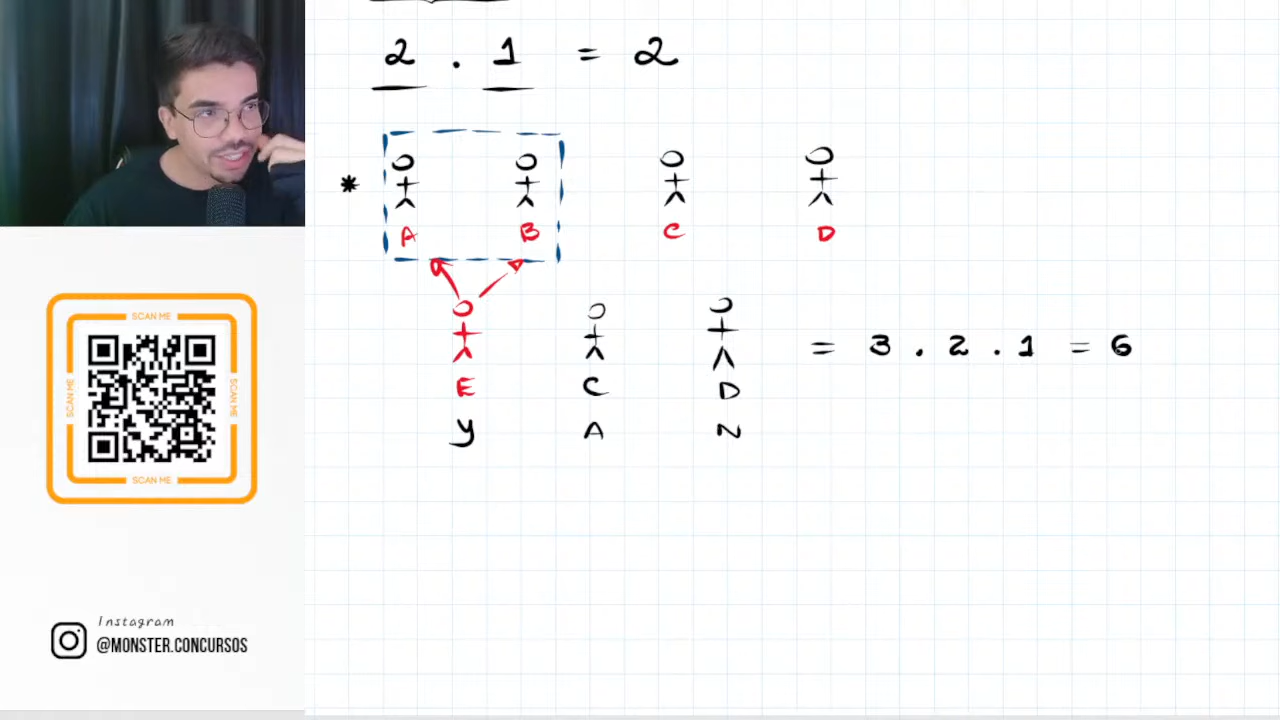 2 . 1 = 2
* A B C D
E C D = 3 . 2 . 1 = 6
Y A N
SCAN ME
SCAN ME
SCAN ME
SCAN ME
Instagram
@MONSTER.CONCURSOS